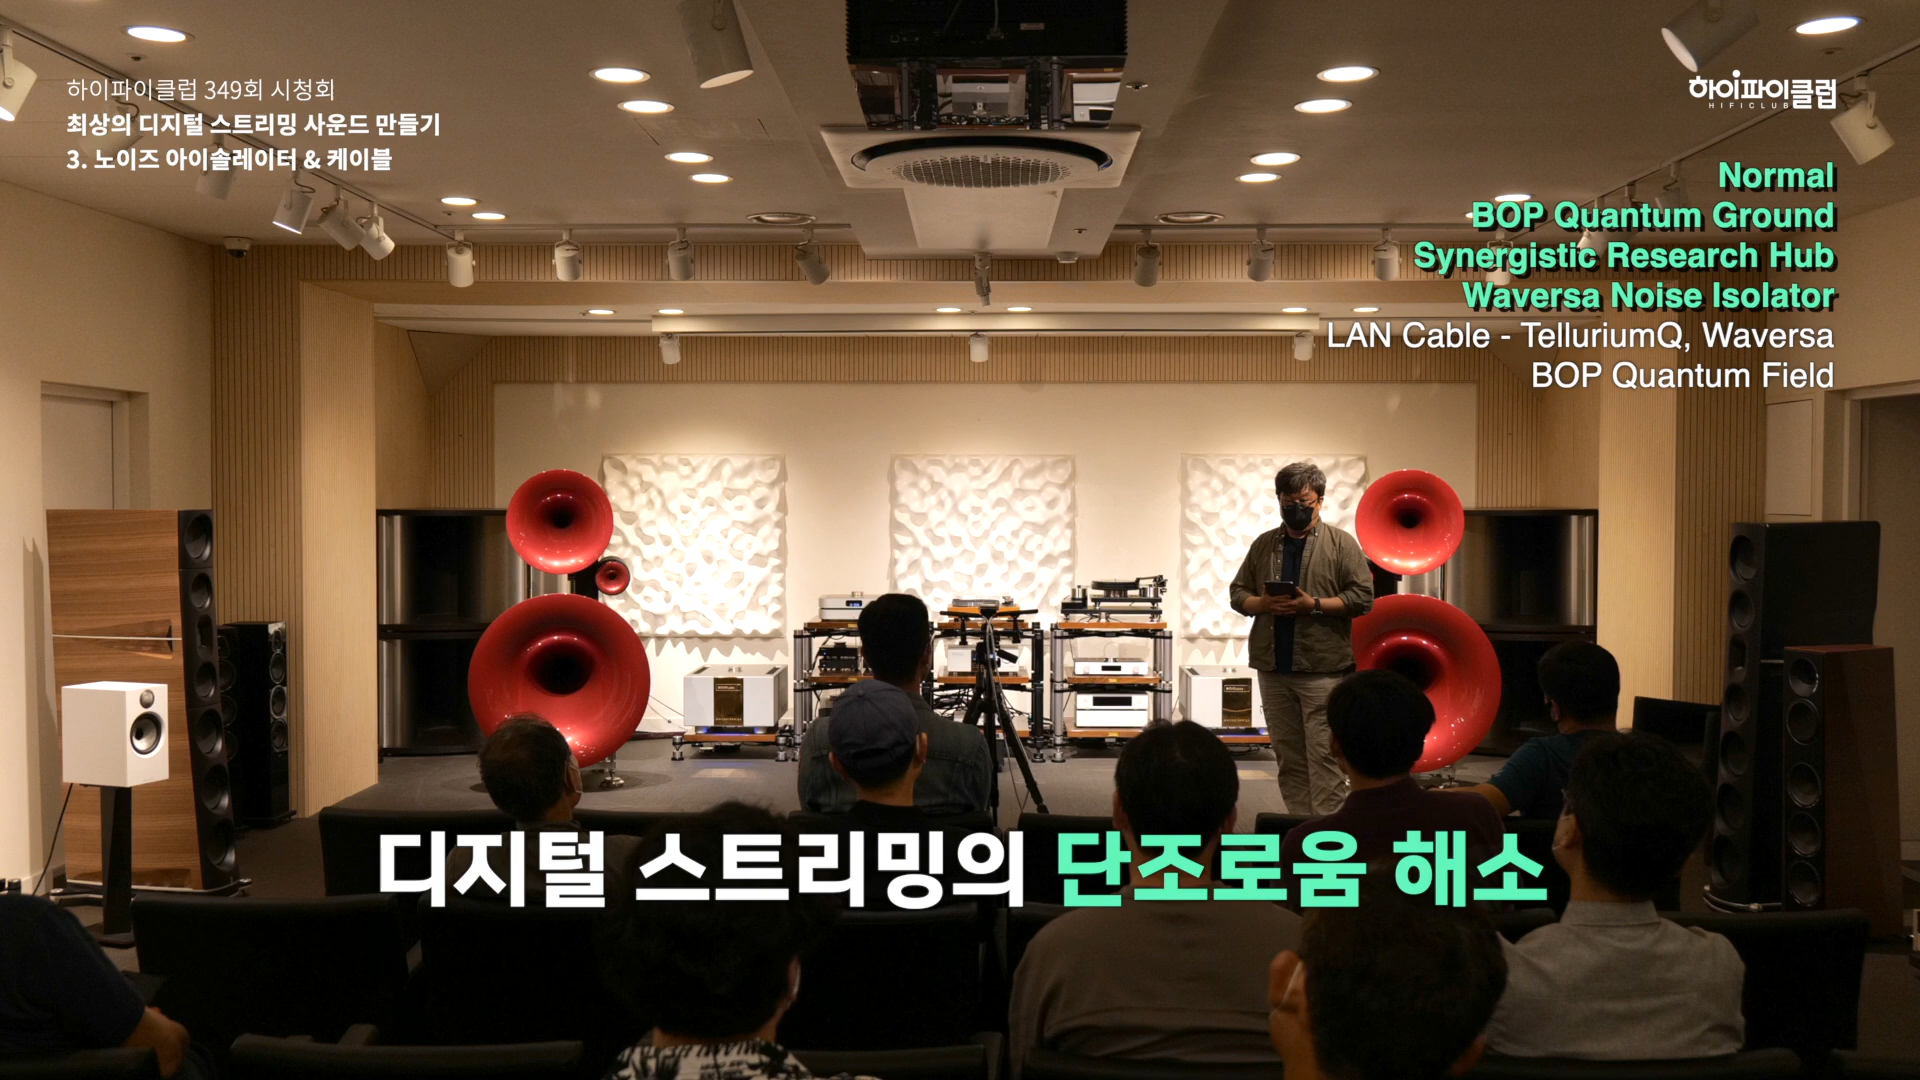 하이파이클럽 349회 시청회
최상의 디지털 스트리밍 사운드 만들기
3. 노이즈 아이솔레이터 & 케이블
하이파이클럽
HIFICLUB
Normal
BOP Quantum Ground
Synergistic Research Hub
Waversa Noise Isolator
LAN Cable - TelluriumQ, Waversa
BOP Quantum Field
디지털 스트리밍의 단조로움 해소